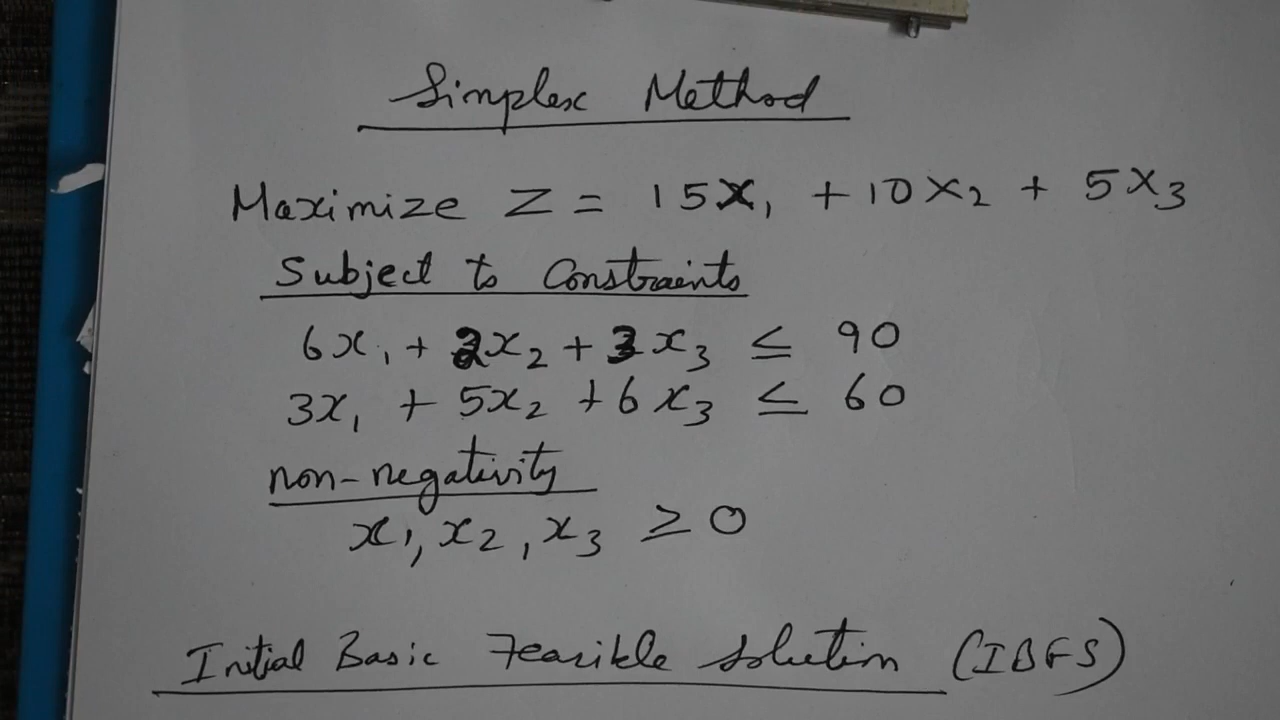 Simplex Method
Maximize Z = 15X₁ + 10X₂ + 5X₃
Subject to Constraints
6x₁ + 2x₂ + 3x₃ ≤ 90
3x₁ + 5x₂ + 6x₃ ≤ 60
non-negativity
x₁, x₂, x₃ ≥ 0
Initial Basic Feasible Solution (IBFS)